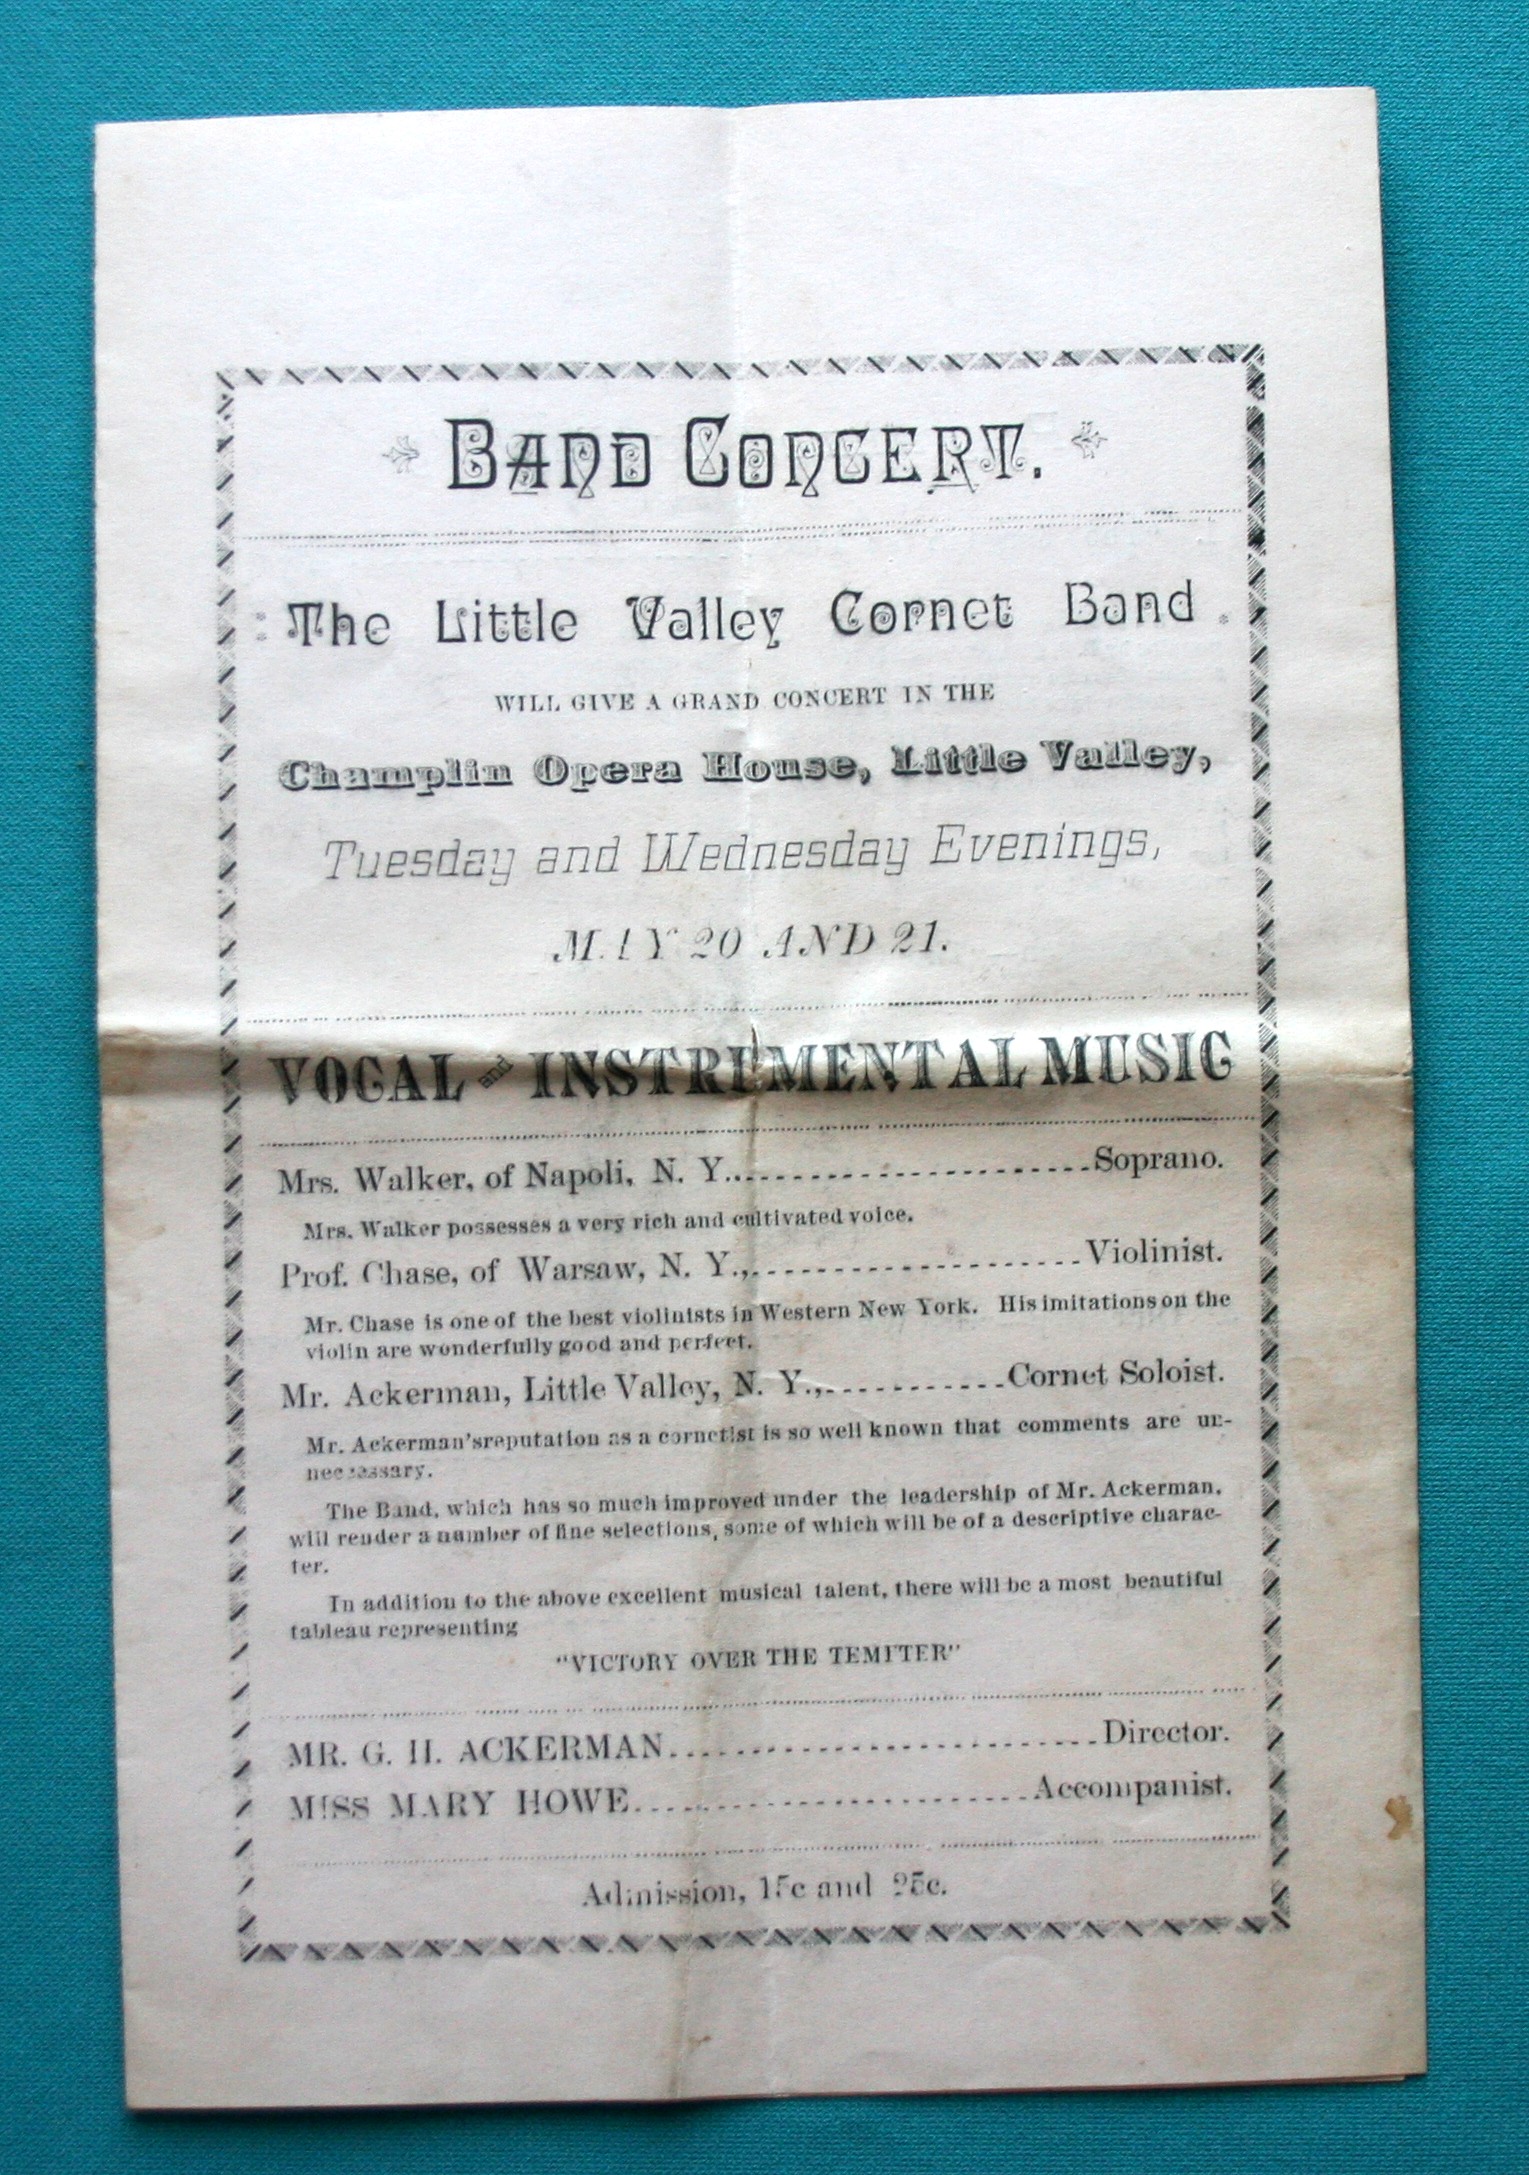 BAND CONCERT.
The Little Valley Cornet Band.
WILL GIVE A GRAND CONCERT IN THE
Champlin Opera House, Little Valley,
Tuesday and Wednesday Evenings,
MAY 20 AND 21.
VOCAL and INSTRUMENTAL MUSIC
Mrs. Walker, of Napoli, N. Y........................Soprano.
Mrs. Walker possesses a very rich and cultivated voice.
Prof. Chase, of Warsaw, N. Y.,......................Violinist.
Mr. Chase is one of the best violinists in Western New York. His imitations on the
violin are wonderfully good and perfect.
Mr. Ackerman, Little Valley, N. Y.,............Cornet Soloist.
Mr. Ackerman'sreputation as a cornetist is so well known that comments are un-
necessary.
The Band, which has so much improved under the leadership of Mr. Ackerman,
will render a number of fine selections, some of which will be of a descriptive charac-
ter.
In addition to the above excellent musical talent, there will be a most beautiful
tableau representing
"VICTORY OVER THE TEMPTER"
MR. G. H. ACKERMAN..........................Director.
MISS MARY HOWE..........................Accompanist.
Admission, 15c and 25c.